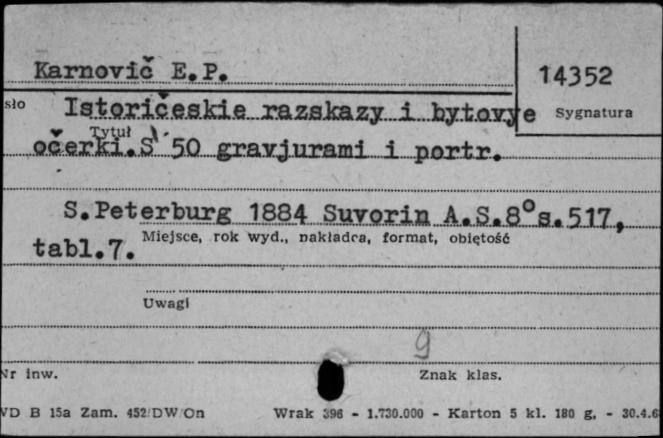 Karnovič E.P.
14352
sło Istoričeskie razskazy i bytovye
Sygnatura
Tytuł
očerki.S 50 gravjurami i portr.
S.Peterburg 1884 Suvorin A.S.8°s.517,
Miejsce, rok wyd., nakładca, format, objętość
tabl.7.
Uwagi
9
Nr inw.
Znak klas.
WD B 15a Zam. 452/DW/On Wrak 396 - 1.730.000 - Karton 5 kl. 180 g. - 30.4.6